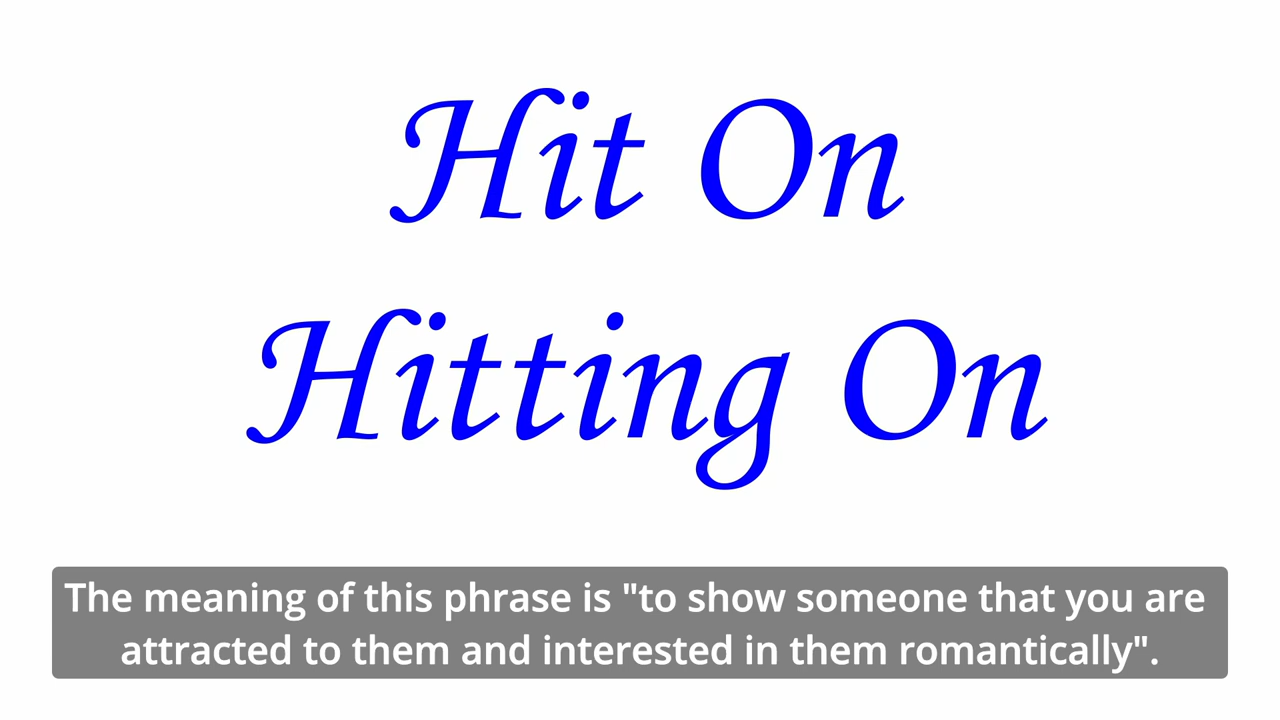 Hit On
Hitting On
The meaning of this phrase is "to show someone that you are
attracted to them and interested in them romantically".